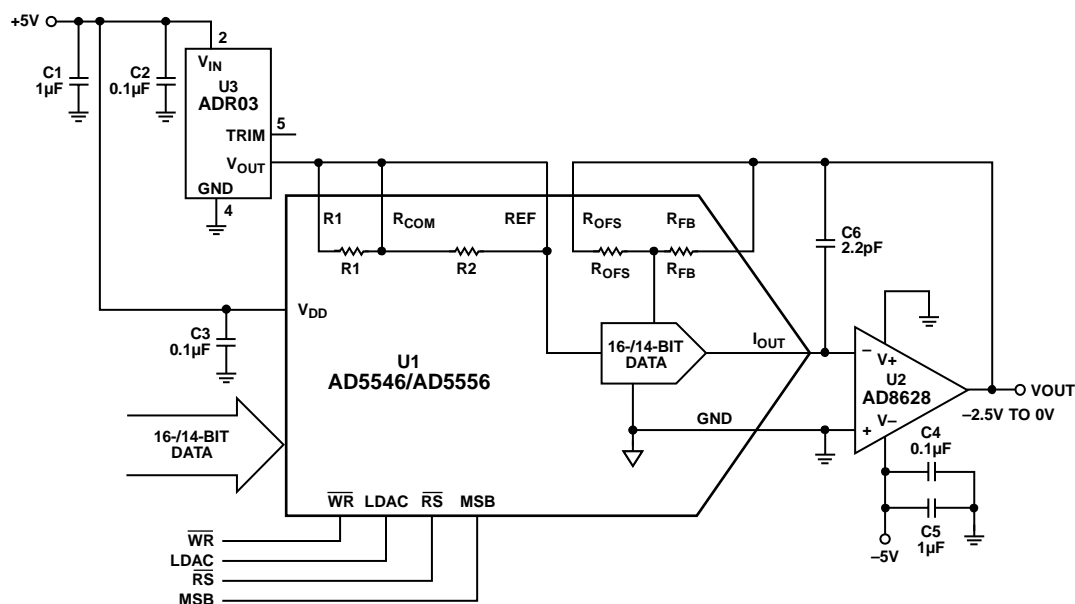 +5V
2
C1
1µF
C2
0.1µF
VIN
U3
ADR03
TRIM
5
VOUT
GND
4
R1
RCOM
REF
ROFS
RFB
C6
2.2pF
R1
R2
ROFS
RFB
VDD
C3
0.1µF
U1
AD5546/AD5556
16-/14-BIT
DATA
IOUT
GND
–
V+
U2
AD8628
V–
+
VOUT
–2.5V TO 0V
C4
0.1µF
C5
1µF
–5V
16-/14-BIT
DATA
WR LDAC RS MSB
WR
LDAC
RS
MSB